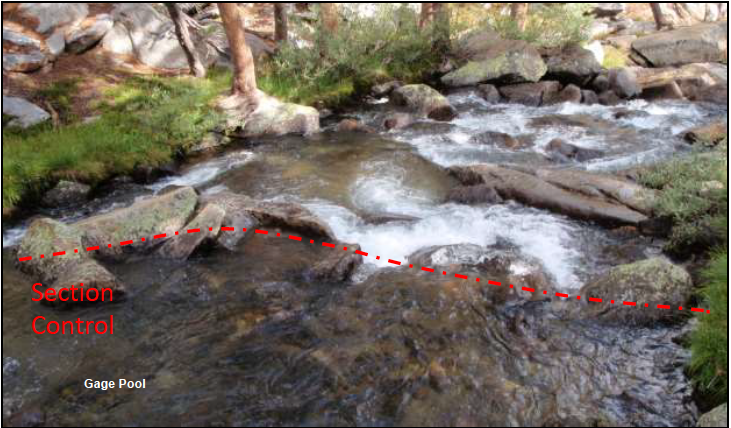 Section
Control
Gage Pool